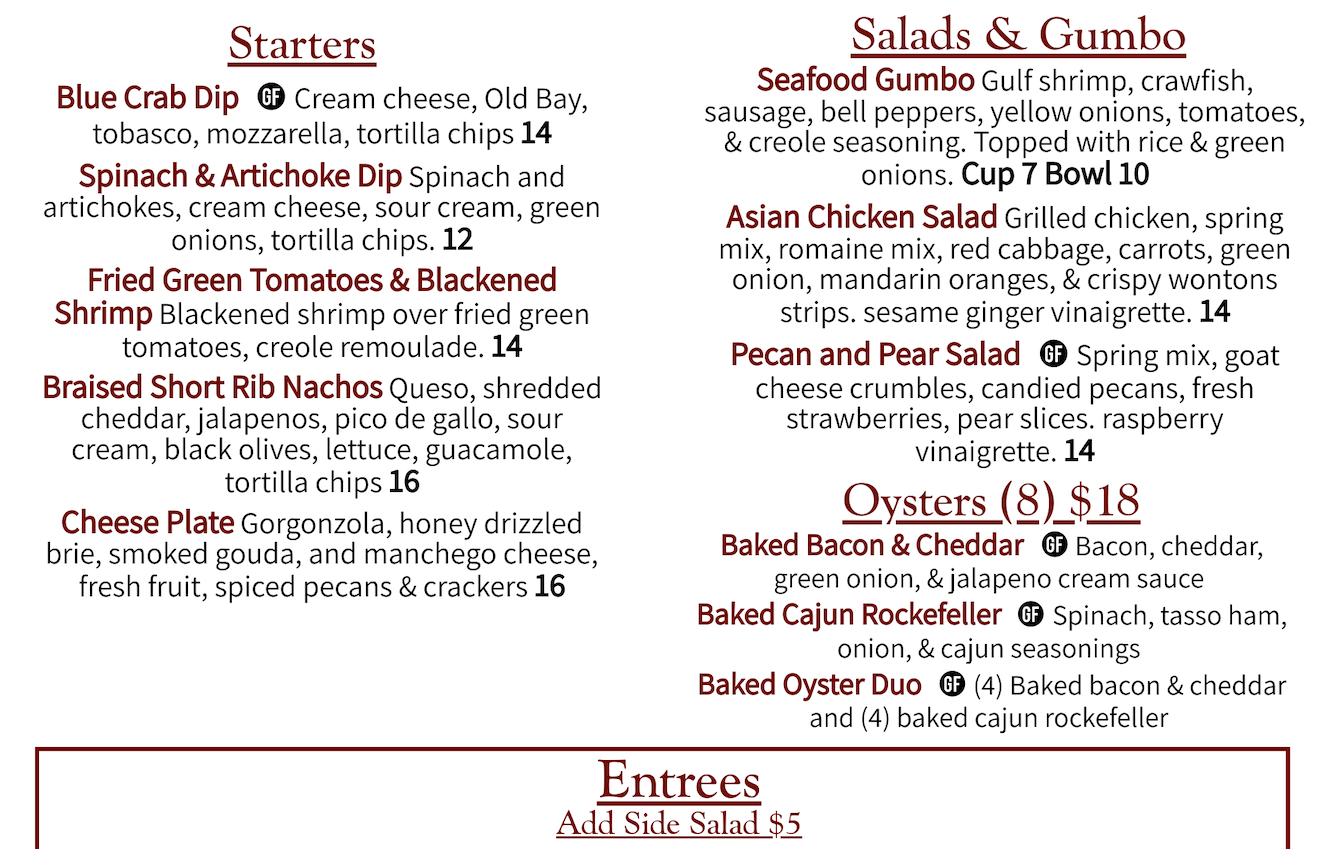 Starters
Blue Crab Dip GF Cream cheese, Old Bay,
tobasco, mozzarella, tortilla chips 14
Spinach & Artichoke Dip Spinach and
artichokes, cream cheese, sour cream, green
onions, tortilla chips. 12
Fried Green Tomatoes & Blackened
Shrimp Blackened shrimp over fried green
tomatoes, creole remoulade. 14
Braised Short Rib Nachos Queso, shredded
cheddar, jalapenos, pico de gallo, sour
cream, black olives, lettuce, guacamole,
tortilla chips 16
Cheese Plate Gorgonzola, honey drizzled
brie, smoked gouda, and manchego cheese,
fresh fruit, spiced pecans & crackers 16
Salads & Gumbo
Seafood Gumbo Gulf shrimp, crawfish,
sausage, bell peppers, yellow onions, tomatoes,
& creole seasoning. Topped with rice & green
onions. Cup 7 Bowl 10
Asian Chicken Salad Grilled chicken, spring
mix, romaine mix, red cabbage, carrots, green
onion, mandarin oranges, & crispy wontons
strips. sesame ginger vinaigrette. 14
Pecan and Pear Salad GF Spring mix, goat
cheese crumbles, candied pecans, fresh
strawberries, pear slices. raspberry
vinaigrette. 14
Oysters (8) $18
Baked Bacon & Cheddar GF Bacon, cheddar,
green onion, & jalapeno cream sauce
Baked Cajun Rockefeller GF Spinach, tasso ham,
onion, & cajun seasonings
Baked Oyster Duo GF (4) Baked bacon & cheddar
and (4) baked cajun rockefeller
Entrees
Add Side Salad $5